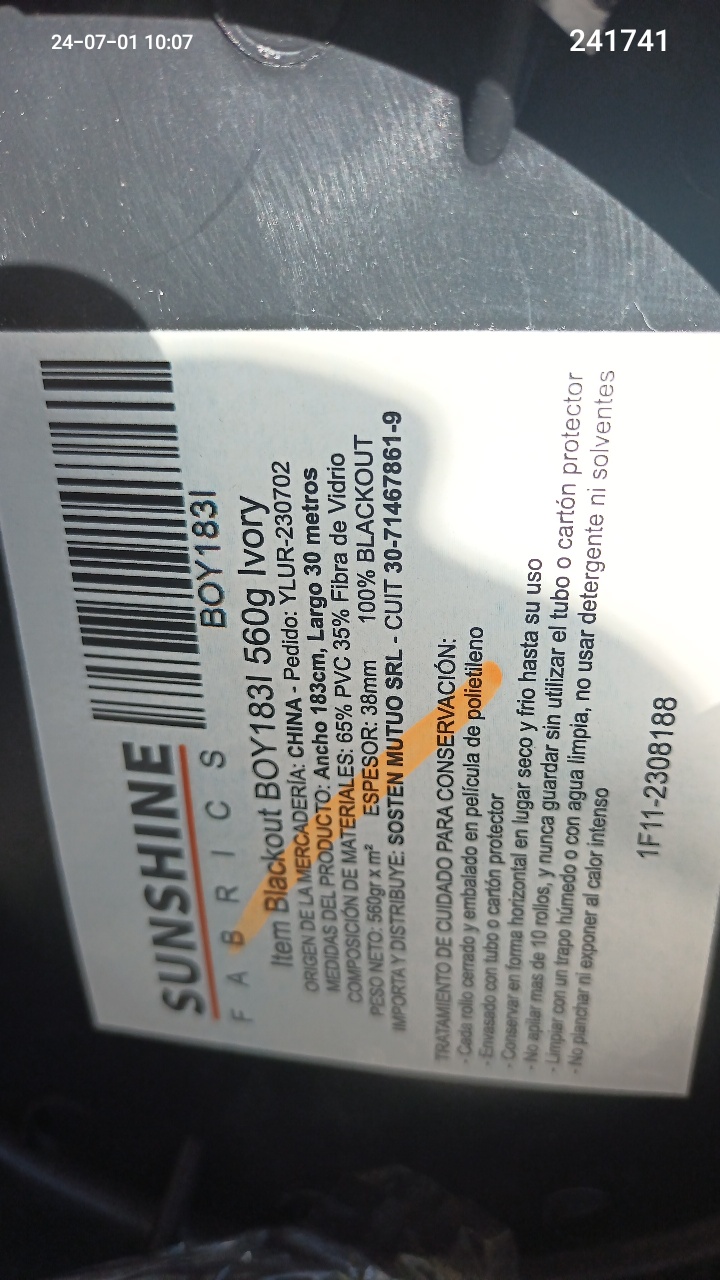 24-07-01 10:07
241741
SUNSHINE
FABRICS
BOY183I
Item Blackout BOY183I 560g Ivory
ORIGEN DE LA MERCADERÍA: CHINA - Pedido: YLUR-230702
MEDIDAS DEL PRODUCTO: Ancho 183cm, Largo 30 metros
COMPOSICIÓN DE MATERIALES: 65% PVC 35% Fibra de Vidrio
PESO NETO: 560gr x m² ESPESOR: 38mm 100% BLACKOUT
IMPORTA Y DISTRIBUYE: SOSTEN MUTUO SRL - CUIT 30-71467861-9
TRATAMIENTO DE CUIDADO PARA CONSERVACIÓN:
- Cada rollo cerrado y embalado en película de polietileno
- Envasado con tubo o cartón protector
- Conservar en forma horizontal en lugar seco y frio hasta su uso
- No apilar mas de 10 rollos, y nunca guardar sin utilizar el tubo o cartón protector
- Limpiar con un trapo húmedo o con agua limpia, no usar detergente ni solventes
- No planchar ni exponer al calor intenso
1F11-2308188